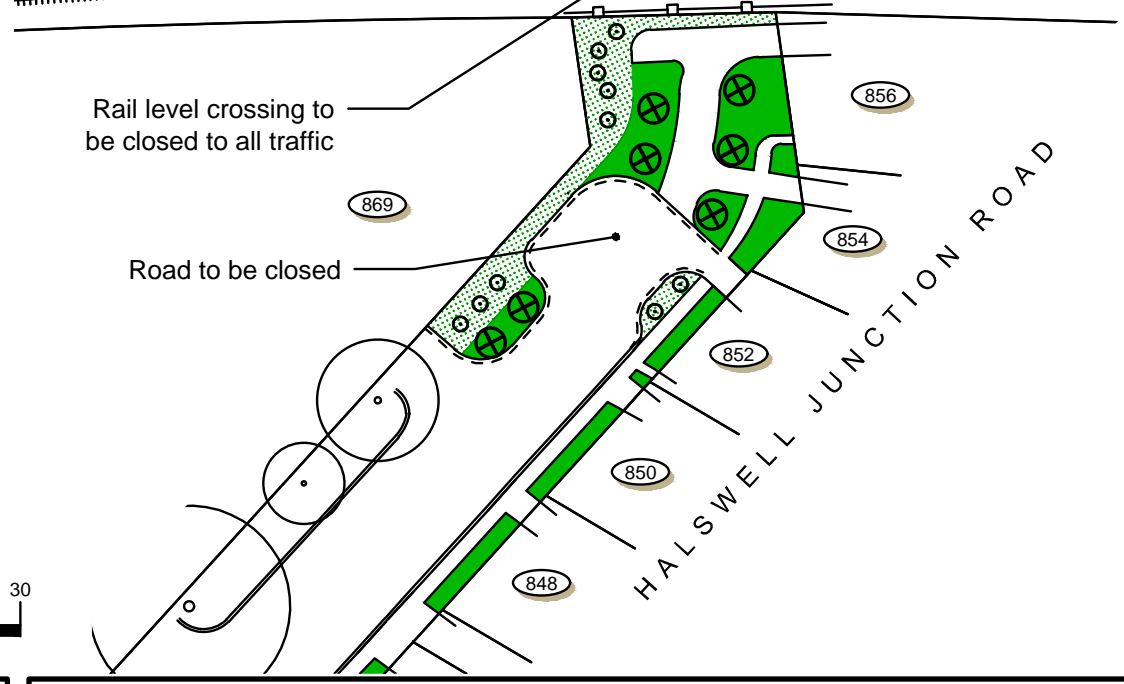 Rail level crossing to
be closed to all traffic
856
869
854
Road to be closed
852
HALSWELL JUNCTION ROAD
850
848
30